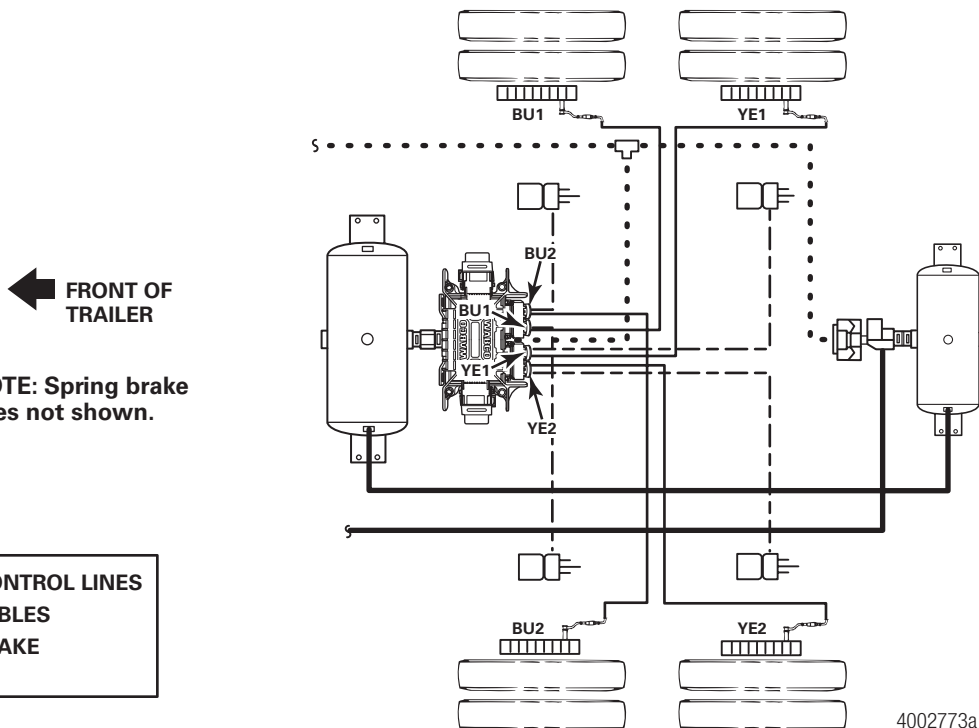 BU1
YE1
BU2
FRONT OF
TRAILER
BU1
WABCO
YE1
OTE: Spring brake
es not shown.
YE2
ONTROL LINES
BLES
AKE
BU2
YE2
4002773a